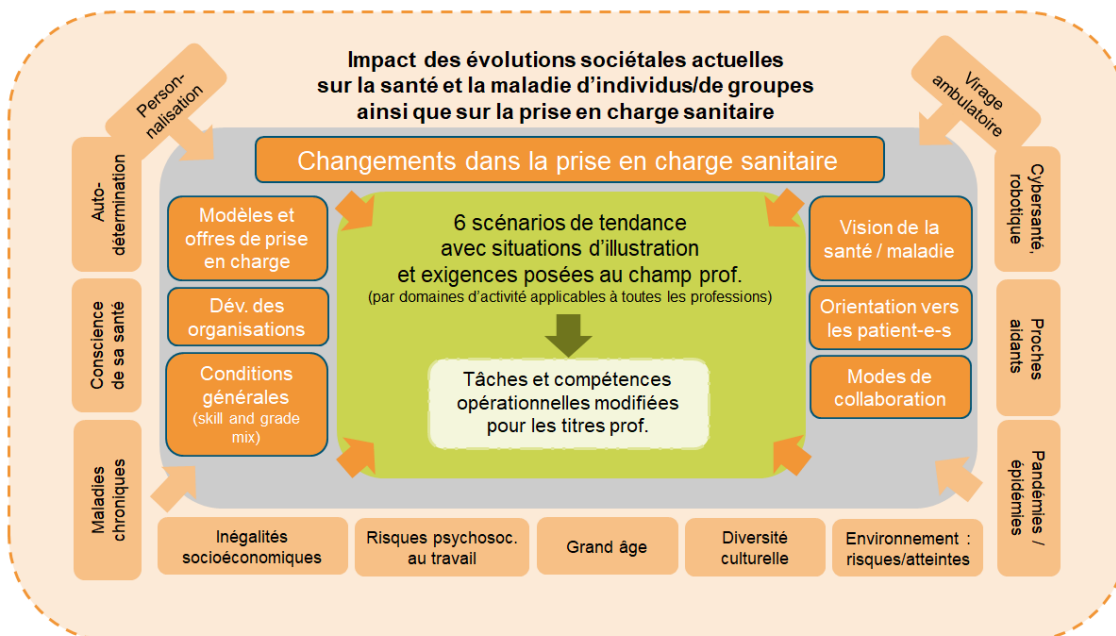 Impact des évolutions sociétales actuelles
sur la santé et la maladie d'individus/de groupes
ainsi que sur la prise en charge sanitaire
Person-
nalisation
Virage
ambulatoire
Auto-
détermination
Conscience
de sa santé
Maladies
chroniques
Changements dans la prise en charge sanitaire
Modèles et
offres de prise
en charge
Dév. des
organisations
Conditions
générales
(skill and grade
mix)
6 scénarios de tendance
avec situations d'illustration
et exigences posées au champ prof.
(par domaines d'activité applicables à toutes les professions)
Tâches et compétences
opérationnelles modifiées
pour les titres prof.
Vision de la
santé / maladie
Orientation vers
les patient-e-s
Modes de
collaboration
Cybersanté,
robotique
Proches
aidants
Pandémies /
épidémies
Inégalités
socioéconomiques
Risques psychosoc.
au travail
Grand âge
Diversité
culturelle
Environnement :
risques/atteintes